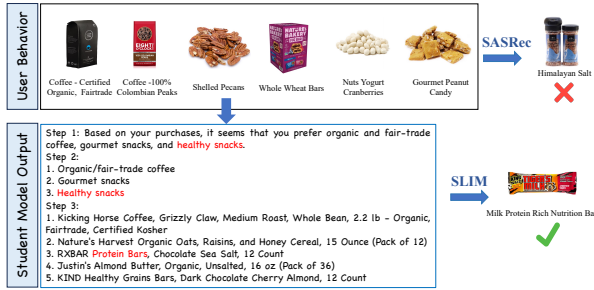 User Behavior
EIGHT
O'CLOCK
NATURE'S
BAKERY
Coffee - Certified
Organic, Fairtrade
Coffee -100%
Colombian Peaks
Shelled Pecans
Whole Wheat Bars
Nuts Yogurt
Cranberries
Gourmet Peanut
Candy
SASRec
Himalayan Salt
Student Model Output
Step 1: Based on your purchases, it seems that you prefer organic and fair-trade
coffee, gourmet snacks, and healthy snacks.
Step 2:
1. Organic/fair-trade coffee
2. Gourmet snacks
3. Healthy snacks
Step 3:
1. Kicking Horse Coffee, Grizzly Claw, Medium Roast, Whole Bean, 2.2 lb - Organic,
Fairtrade, Certified Kosher
2. Nature's Harvest Organic Oats, Raisins, and Honey Cereal, 15 Ounce (Pack of 12)
3. RXBAR Protein Bars, Chocolate Sea Salt, 12 Count
4. Justin's Almond Butter, Organic, Unsalted, 16 oz (Pack of 36)
5. KIND Healthy Grains Bars, Dark Chocolate Cherry Almond, 12 Count
SLIM
TIGER'S
MILK
Milk Protein Rich Nutrition Ba